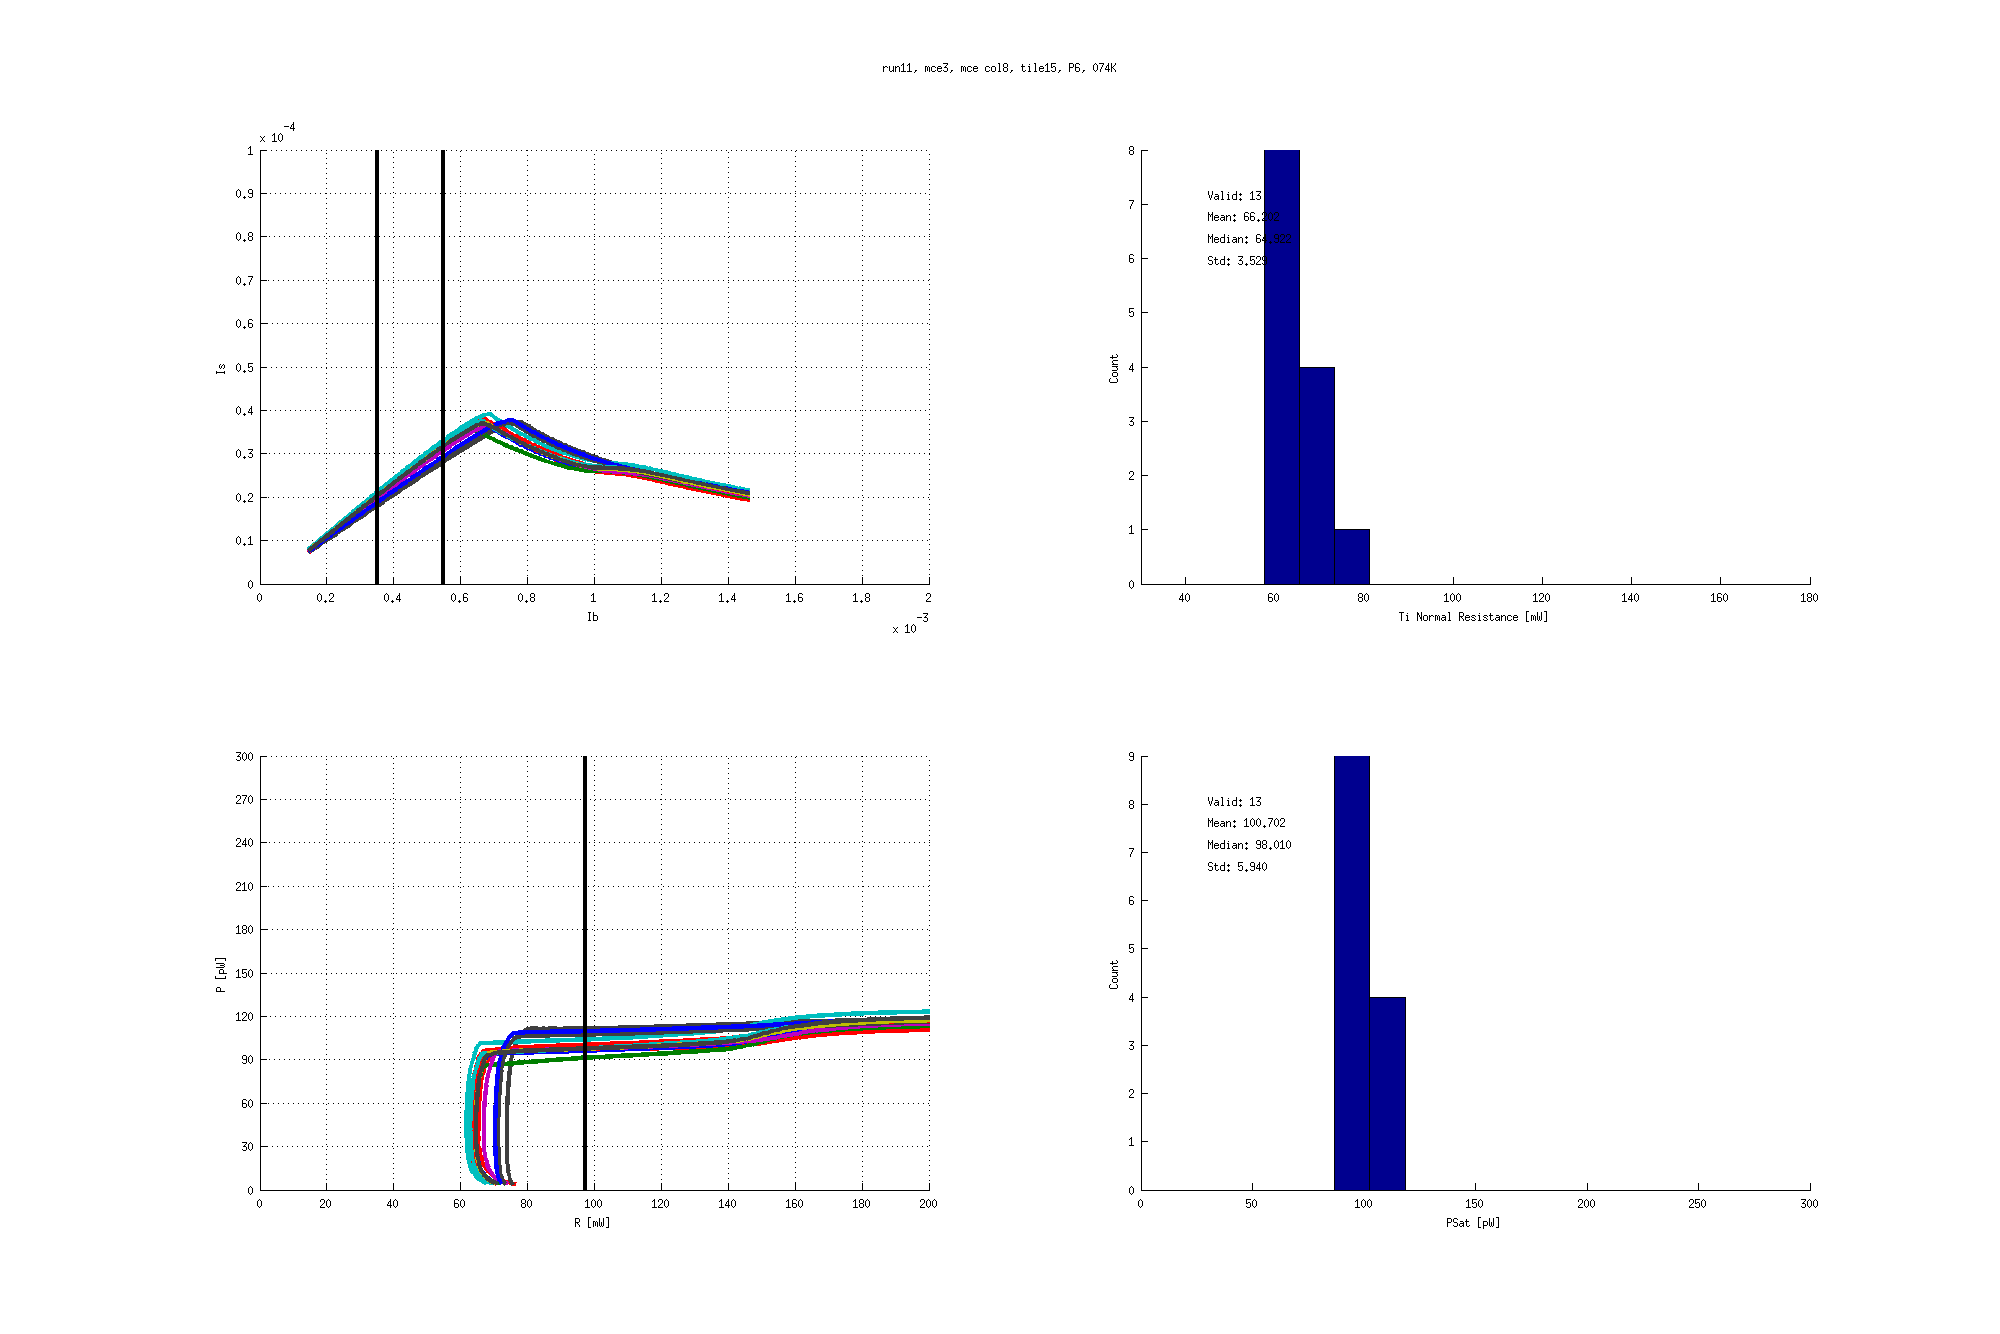 run11, mce3, mce col8, tile15, P6, 074K
x 10^-4
1
0.9
0.8
0.7
0.6
0.5
0.4
0.3
0.2
0.1
0
Is
0 0.2 0.4 0.6 0.8 1 1.2 1.4 1.6 1.8 2
Ib
x 10^-3
8
7
6
5
4
3
2
1
0
Count
Valid: 13
Mean: 66.202
Median: 64.922
Std: 3.529
40 60 80 100 120 140 160 180
Ti Normal Resistance [mW]
300
270
240
210
180
150
120
90
60
30
0
P [pW]
0 20 40 60 80 100 120 140 160 180 200
R [mW]
9
8
7
6
5
4
3
2
1
0
Count
Valid: 13
Mean: 100.702
Median: 98.010
Std: 5.940
0 50 100 150 200 250 300
PSat [pW]